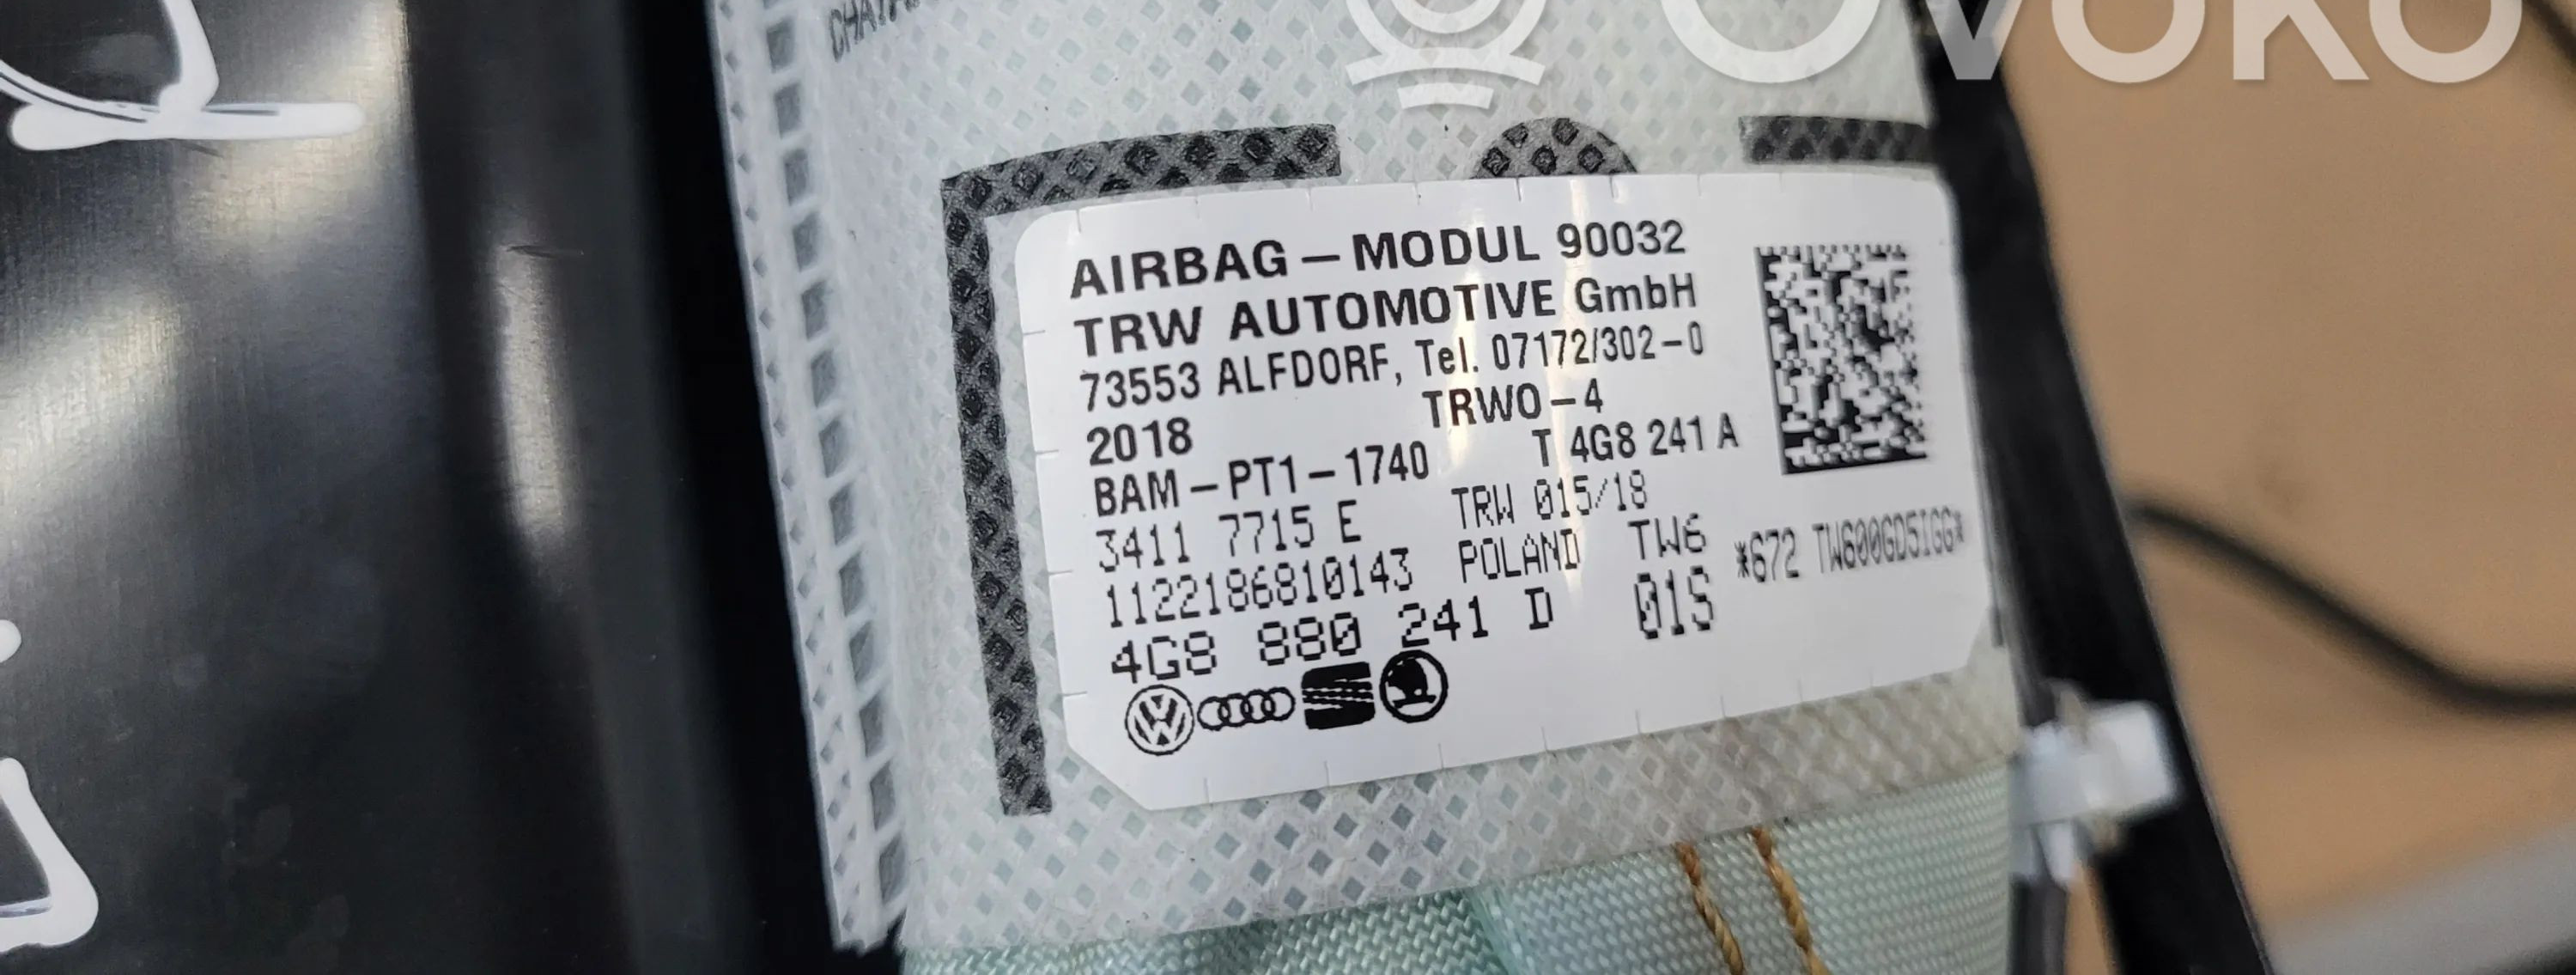 Ovoko
AIRBAG – MODUL 90032
TRW AUTOMOTIVE GmbH
73553 ALFDORF, Tel. 07172/302-0
2018 TRWO-4
BAM-PT1-1740 T 4G8 241 A
3411 7715 E TRW 015/18
1122186810143 POLAND TW6 *672 TW600GD5IGG*
4G8 880 241 D 01S